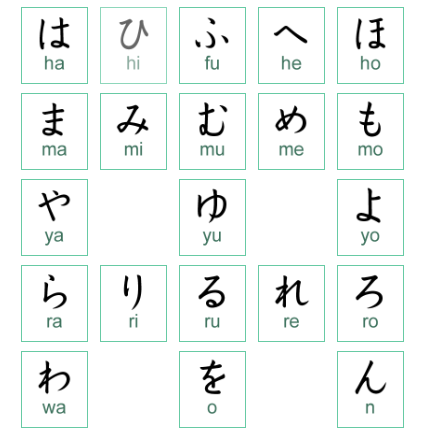 は ひ ふ へ ほ
ha hi fu he ho
ま み む め も
ma mi mu me mo
や ゆ よ
ya yu yo
ら り る れ ろ
ra ri ru re ro
わ を ん
wa o n